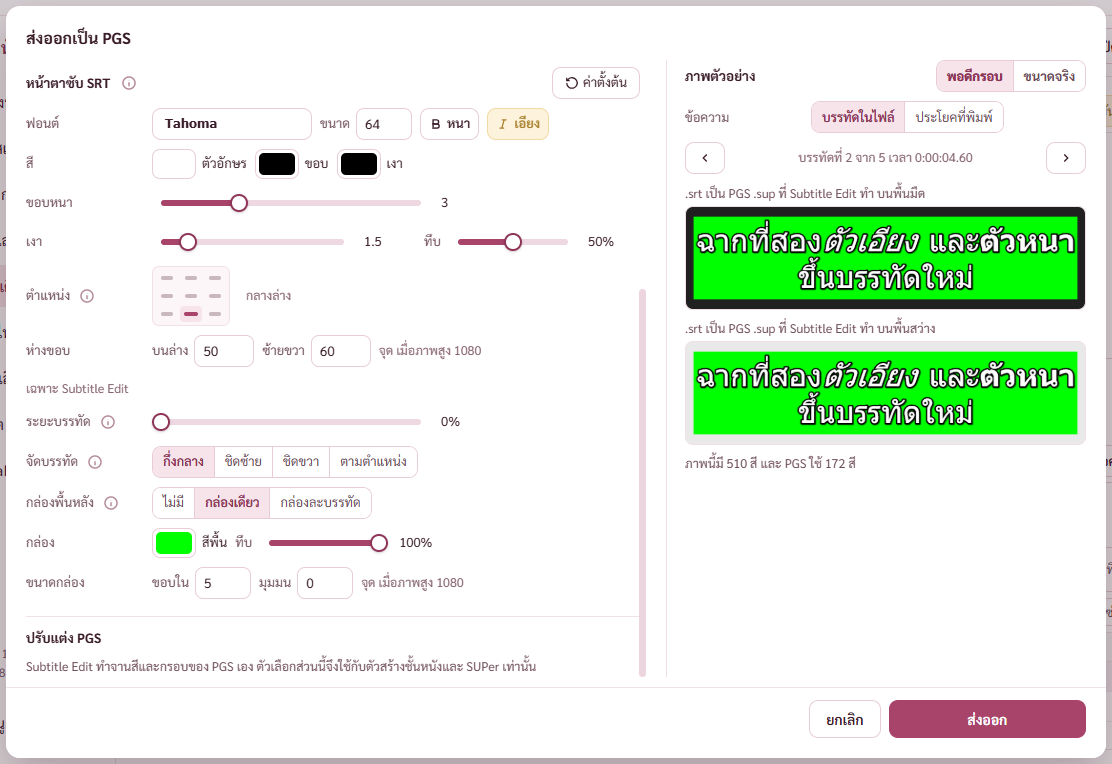 ส่งออกเป็น PGS
หน้าตาซับ SRT
ค่าตั้งต้น
ฟอนต์
Tahoma
ขนาด
64
B หนา
I เอียง
สี
ตัวอักษร
ขอบ
เงา
ขอบหนา
3
เงา
1.5
ทึบ
50%
ตำแหน่ง
กลางล่าง
ห่างขอบ
บนล่าง
50
ซ้ายขวา
60
จุด เมื่อภาพสูง 1080
เฉพาะ Subtitle Edit
ระยะบรรทัด
0%
จัดบรรทัด
กึ่งกลาง
ชิดซ้าย
ชิดขวา
ตามตำแหน่ง
กล่องพื้นหลัง
ไม่มี
กล่องเดียว
กล่องละบรรทัด
กล่อง
สีพื้น
ทึบ
100%
ขนาดกล่อง
ขอบใน
5
มุมมน
0
จุด เมื่อภาพสูง 1080
ปรับแต่ง PGS
Subtitle Edit ทำจานสีและกรอบของ PGS เอง ตัวเลือกส่วนนี้จึงใช้กับตัวสร้างชั้นหนังและ SUPer เท่านั้น
ภาพตัวอย่าง
พอดีกรอบ
ขนาดจริง
ข้อความ
บรรทัดในไฟล์
ประโยคที่พิมพ์
บรรทัดที่ 2 จาก 5 เวลา 0:00:04.60
.srt เป็น PGS .sup ที่ Subtitle Edit ทำ บนพื้นมืด
ฉากที่สองตัวเอียง และตัวหนา
ขึ้นบรรทัดใหม่
.srt เป็น PGS .sup ที่ Subtitle Edit ทำ บนพื้นสว่าง
ฉากที่สองตัวเอียง และตัวหนา
ขึ้นบรรทัดใหม่
ภาพนี้มี 510 สี และ PGS ใช้ 172 สี
ยกเลิก
ส่งออก